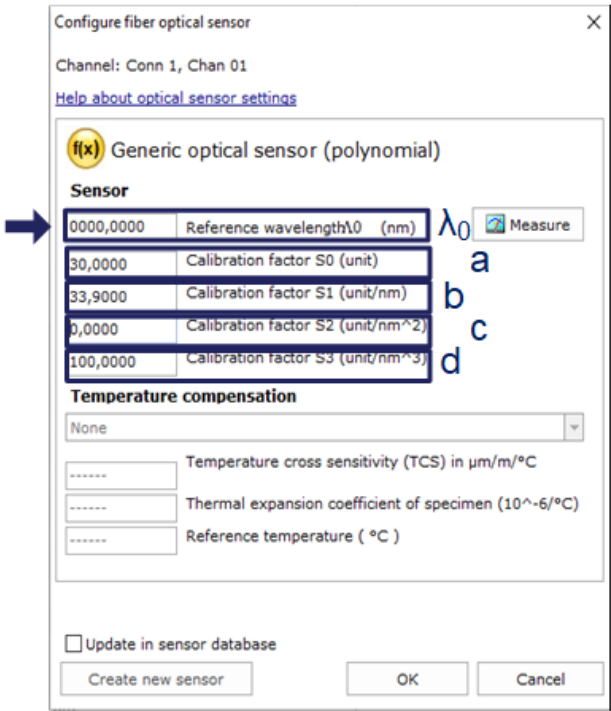 Configure fiber optical sensor
Channel: Conn 1, Chan 01
Help about optical sensor settings
f(x) Generic optical sensor (polynomial)
Sensor
0000,0000 Reference wavelengthλ0 (nm) λ0 Measure
30,0000 Calibration factor S0 (unit) a
33,9000 Calibration factor S1 (unit/nm) b
0,0000 Calibration factor S2 (unit/nm^2) c
100,0000 Calibration factor S3 (unit/nm^3) d
Temperature compensation
None
------ Temperature cross sensitivity (TCS) in µm/m/°C
------ Thermal expansion coefficient of specimen (10^-6/°C)
------ Reference temperature ( °C )
Update in sensor database
Create new sensor OK Cancel